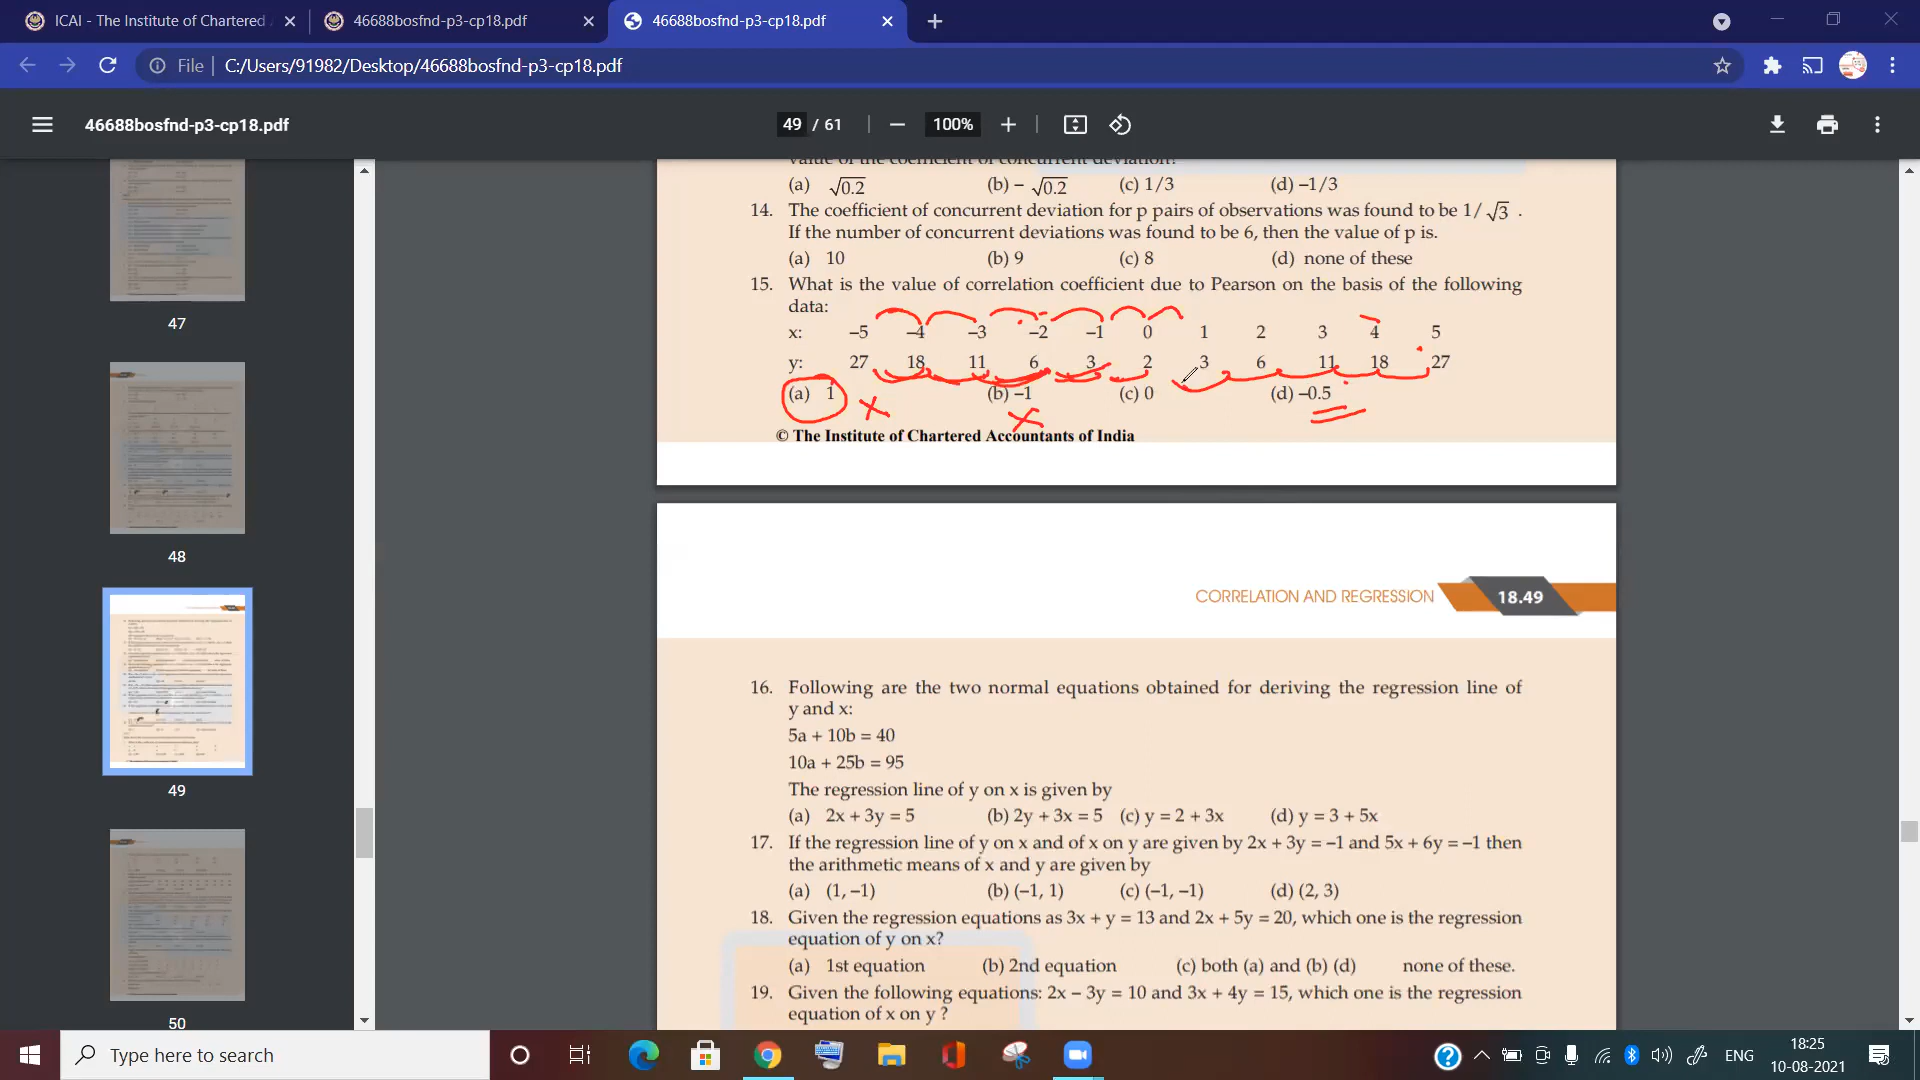 ICAI - The Institute of Chartered
46688bosfnd-p3-cp18.pdf
46688bosfnd-p3-cp18.pdf
File | C:/Users/91982/Desktop/46688bosfnd-p3-cp18.pdf
46688bosfnd-p3-cp18.pdf
49 / 61
100%
47
48
49
50
value of the coefficient of concurrent deviation?
(a) √0.2 (b) – √0.2 (c) 1/3 (d) –1/3
14. The coefficient of concurrent deviation for p pairs of observations was found to be 1/ √3 .
If the number of concurrent deviations was found to be 6, then the value of p is.
(a) 10 (b) 9 (c) 8 (d) none of these
15. What is the value of correlation coefficient due to Pearson on the basis of the following
data:
x: –5 –4 –3 –2 –1 0 1 2 3 4 5
y: 27 18 11 6 3 2 3 6 11 18 27
(a) 1 (b) –1 (c) 0 (d) –0.5
© The Institute of Chartered Accountants of India
CORRELATION AND REGRESSION 18.49
16. Following are the two normal equations obtained for deriving the regression line of
y and x:
5a + 10b = 40
10a + 25b = 95
The regression line of y on x is given by
(a) 2x + 3y = 5 (b) 2y + 3x = 5 (c) y = 2 + 3x (d) y = 3 + 5x
17. If the regression line of y on x and of x on y are given by 2x + 3y = –1 and 5x + 6y = –1 then
the arithmetic means of x and y are given by
(a) (1, –1) (b) (–1, 1) (c) (–1, –1) (d) (2, 3)
18. Given the regression equations as 3x + y = 13 and 2x + 5y = 20, which one is the regression
equation of y on x?
(a) 1st equation (b) 2nd equation (c) both (a) and (b) (d) none of these.
19. Given the following equations: 2x – 3y = 10 and 3x + 4y = 15, which one is the regression
equation of x on y ?
Type here to search
ENG
18:25
10-08-2021